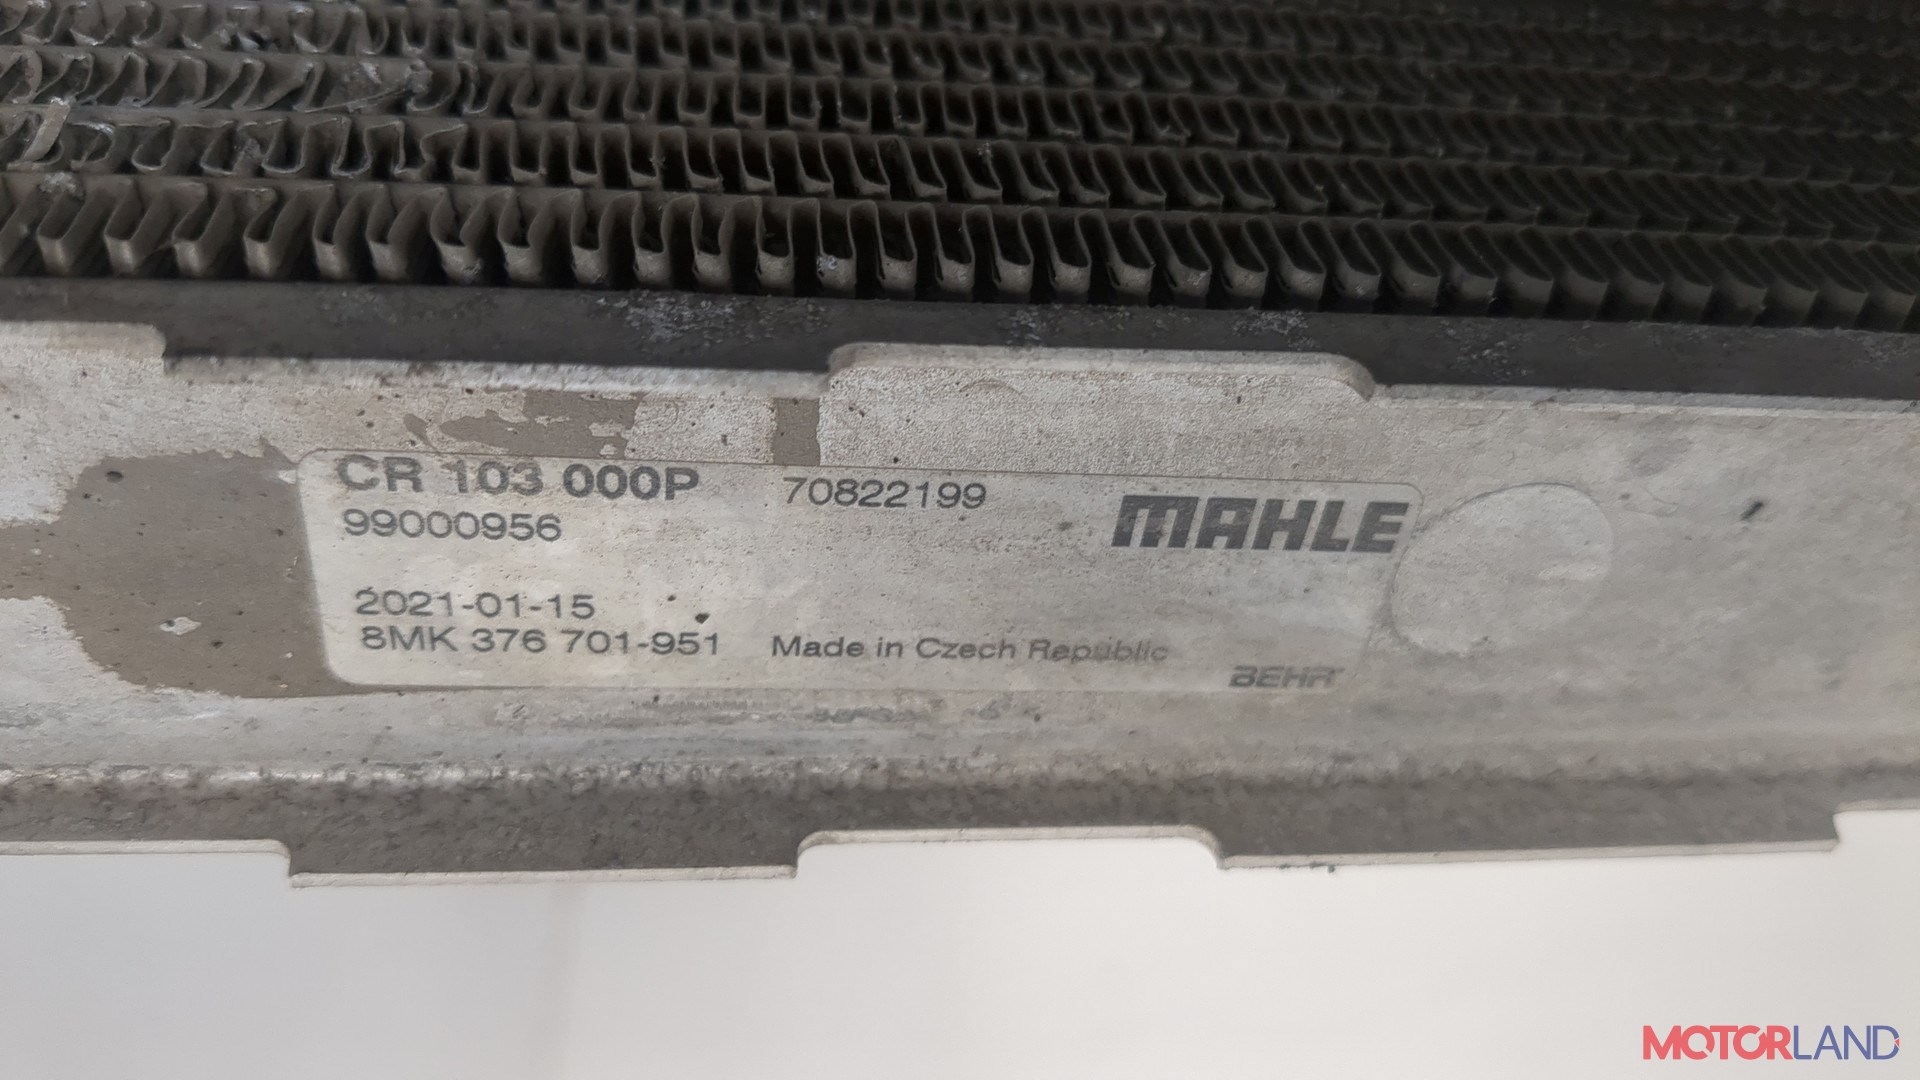 CR 103 000P 70822199
99000956
MAHLE
2021-01-15
8MK 376 701-951 Made in Czech Republic
BEHR
MOTORLAND